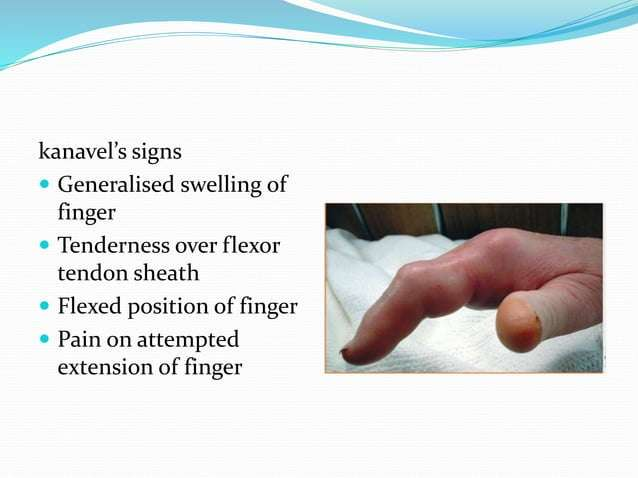 kanavel's signs
Generalised swelling of
finger
Tenderness over flexor
tendon sheath
Flexed position of finger
Pain on attempted
extension of finger